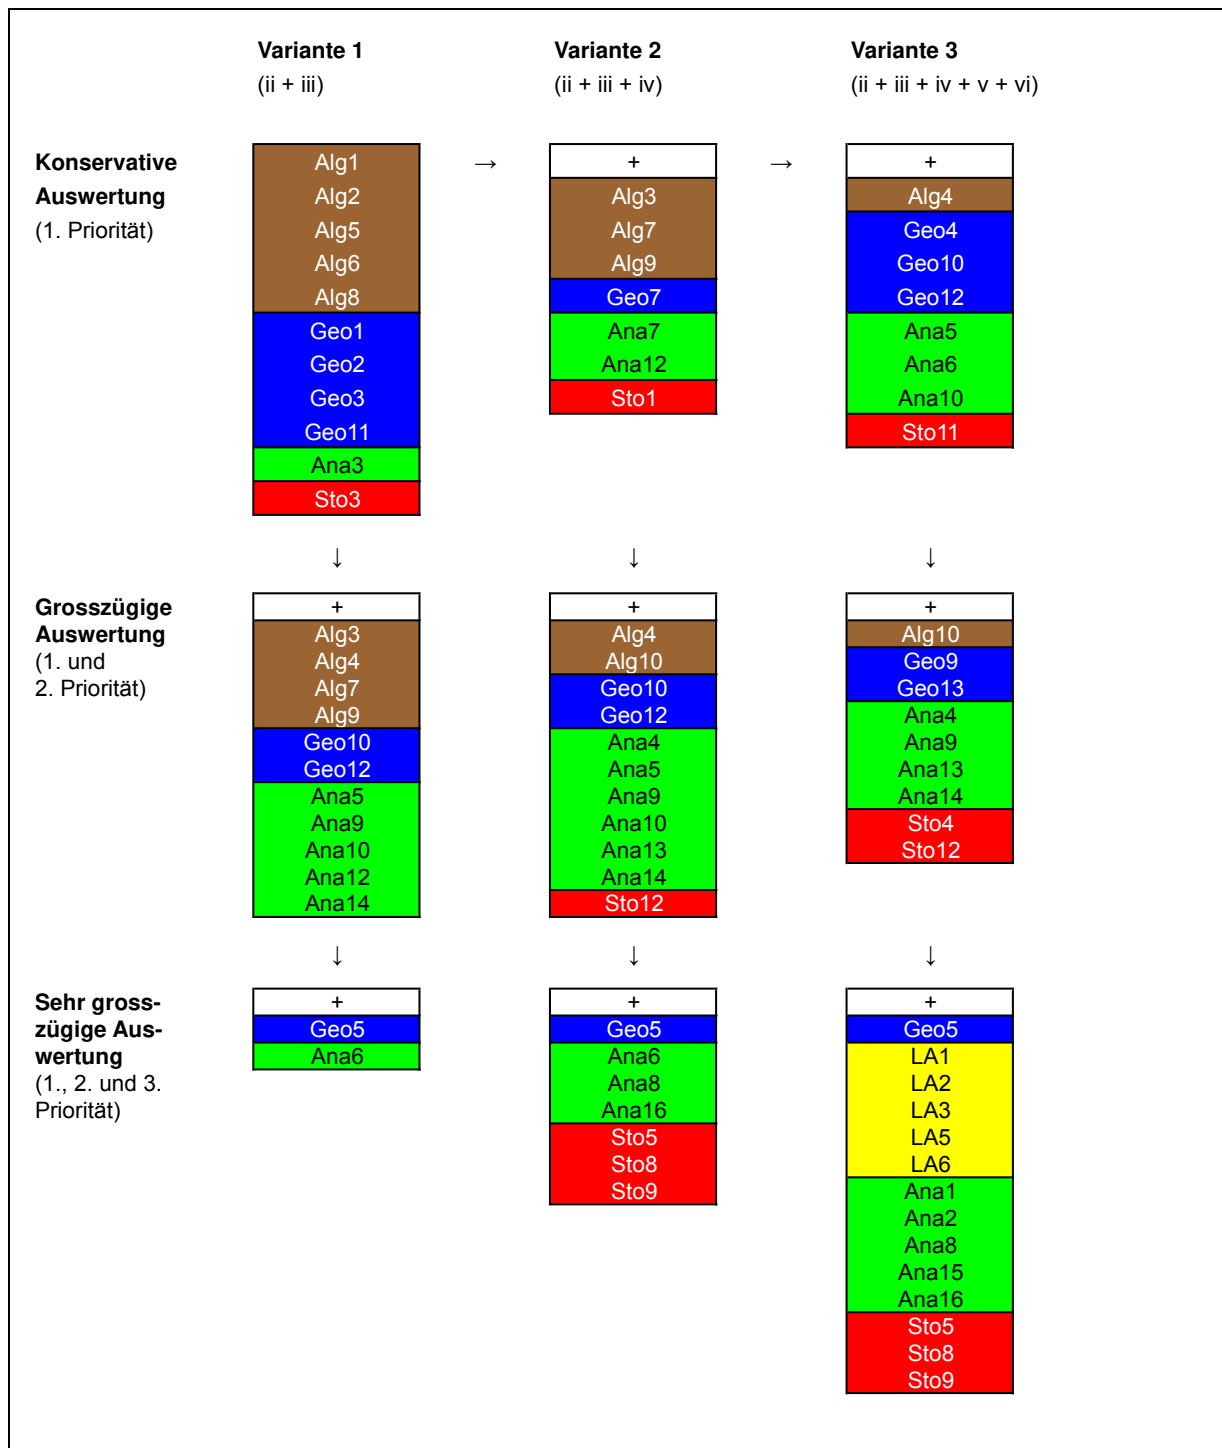 Variante 1
(ii + iii)
Variante 2
(ii + iii + iv)
Variante 3
(ii + iii + iv + v + vi)
Konservative
Auswertung
(1. Priorität)
Alg1
Alg2
Alg5
Alg6
Alg8
Geo1
Geo2
Geo3
Geo11
Ana3
Sto3
→
+
Alg3
Alg7
Alg9
Geo7
Ana7
Ana12
Sto1
→
+
Alg4
Geo4
Geo10
Geo12
Ana5
Ana6
Ana10
Sto11
↓
↓
↓
Grosszügige
Auswertung
(1. und
2. Priorität)
+
Alg3
Alg4
Alg7
Alg9
Geo10
Geo12
Ana5
Ana9
Ana10
Ana12
Ana14
+
Alg4
Alg10
Geo10
Geo12
Ana4
Ana5
Ana9
Ana10
Ana13
Ana14
Sto12
+
Alg10
Geo9
Geo13
Ana4
Ana9
Ana13
Ana14
Sto4
Sto12
↓
↓
↓
Sehr gross-
zügige Aus-
wertung
(1., 2. und 3.
Priorität)
+
Geo5
Ana6
+
Geo5
Ana6
Ana8
Ana16
Sto5
Sto8
Sto9
+
Geo5
LA1
LA2
LA3
LA5
LA6
Ana1
Ana2
Ana8
Ana15
Ana16
Sto5
Sto8
Sto9